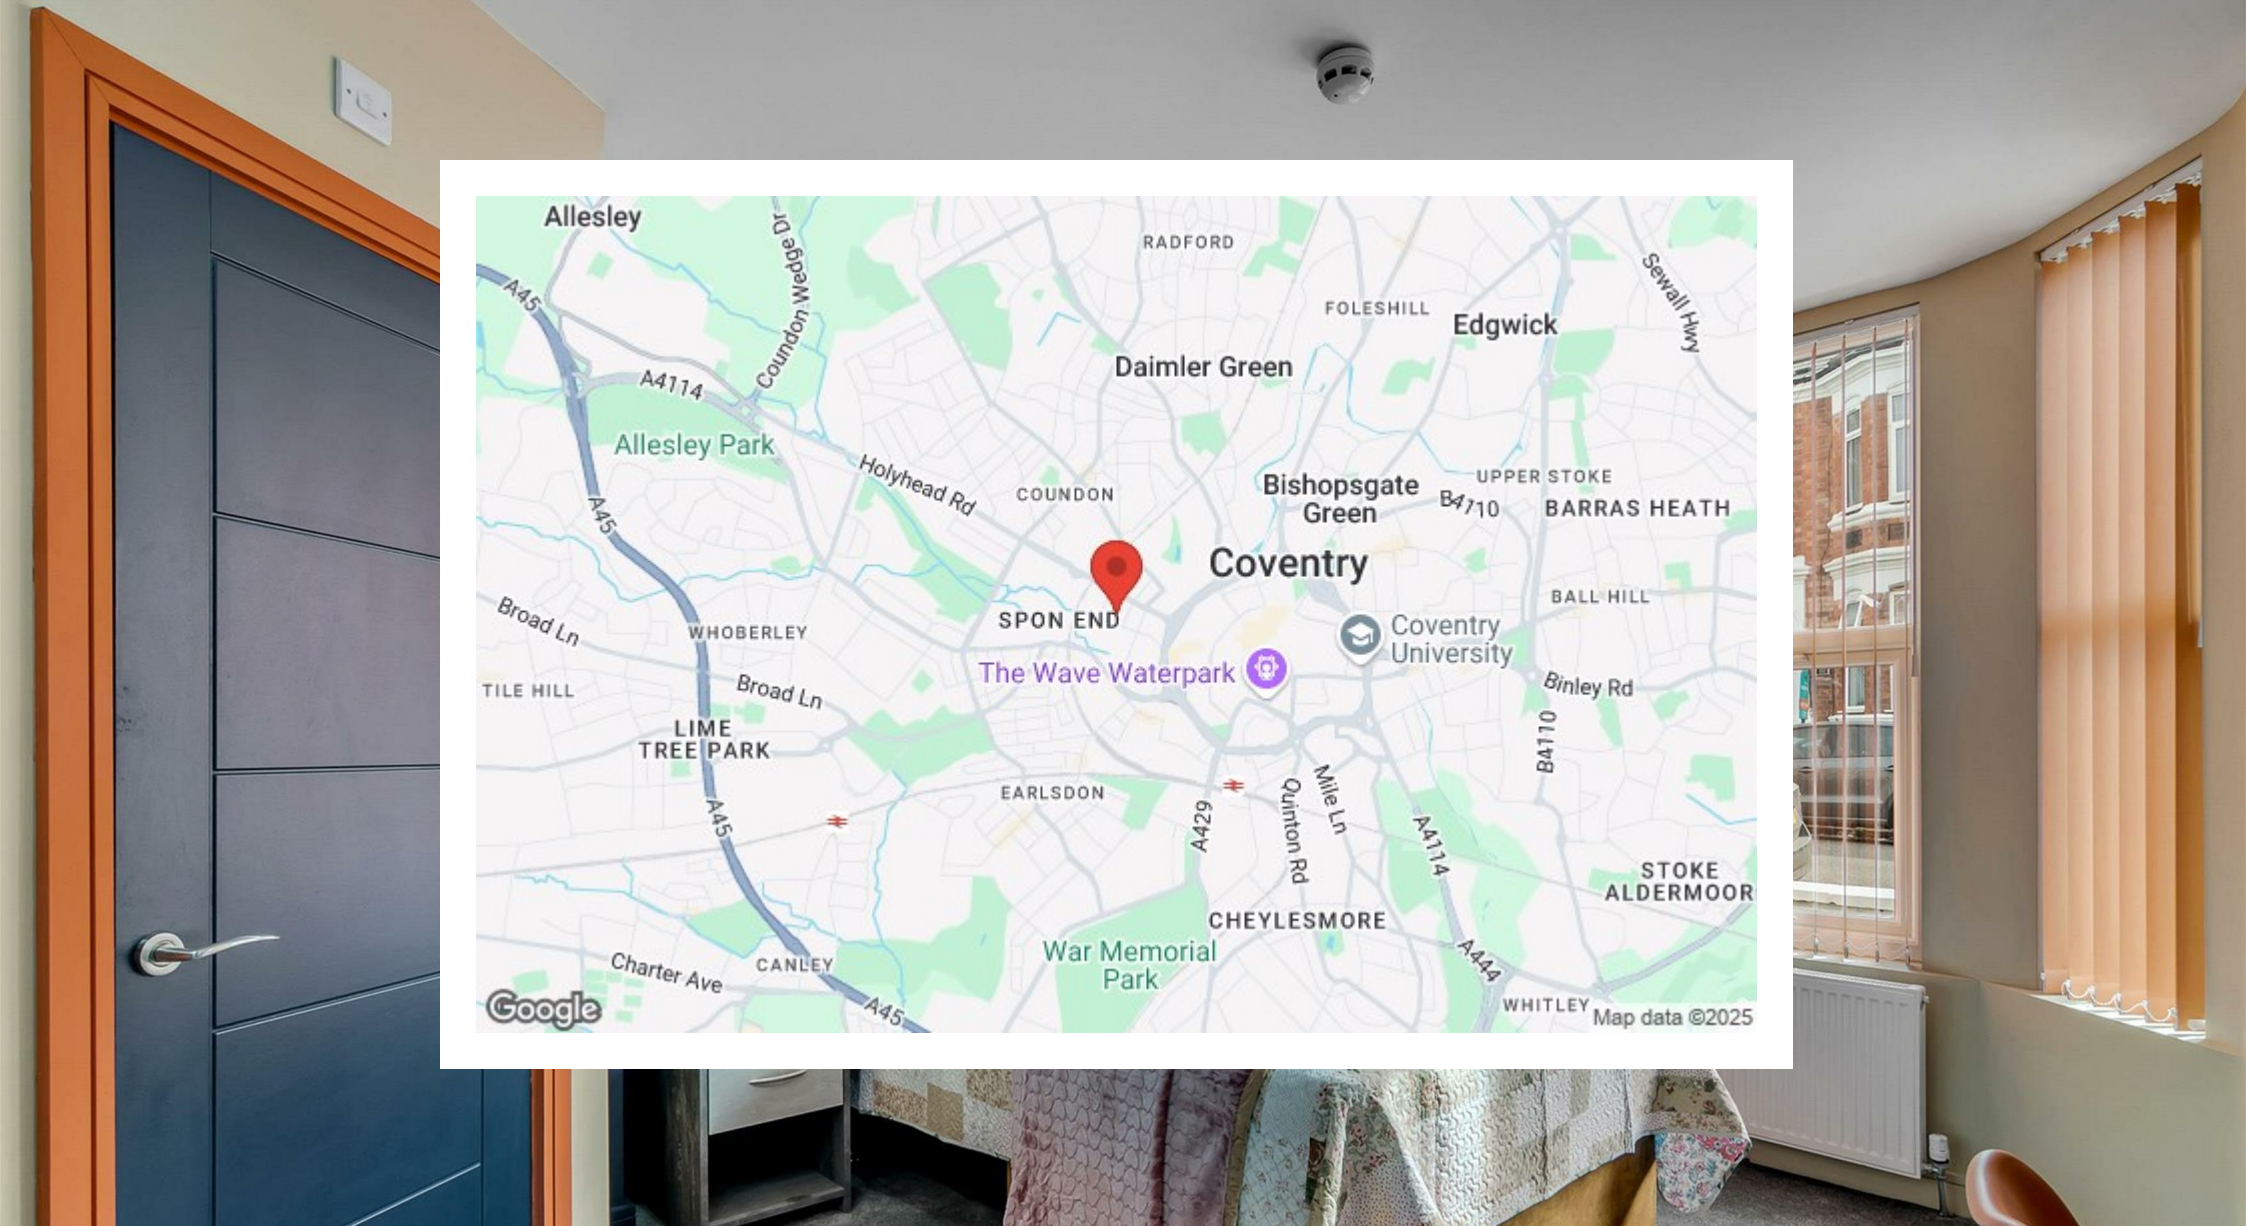 Allesley
Coundon Wedge Dr
RADFORD
Sewall Hwy
A45
FOLESHILL
Edgwick
Daimler Green
A4114
Allesley Park
Holyhead Rd
COUNDON
Bishopsgate
Green
B4710
UPPER STOKE
BARRAS HEATH
A45
Coventry
Broad Ln
WHOBERLEY
SPON END
BALL HILL
Coventry
University
The Wave Waterpark
TILE HILL
Broad Ln
Binley Rd
LIME
TREE PARK
B4110
EARLSDON
A45
A429
Quinton Rd
Mile Ln
A4114
STOKE
ALDERMOOR
CHEYLESMORE
War Memorial
Park
CANLEY
Charter Ave
A444
A45
WHITLEY
Google
Map data ©2025